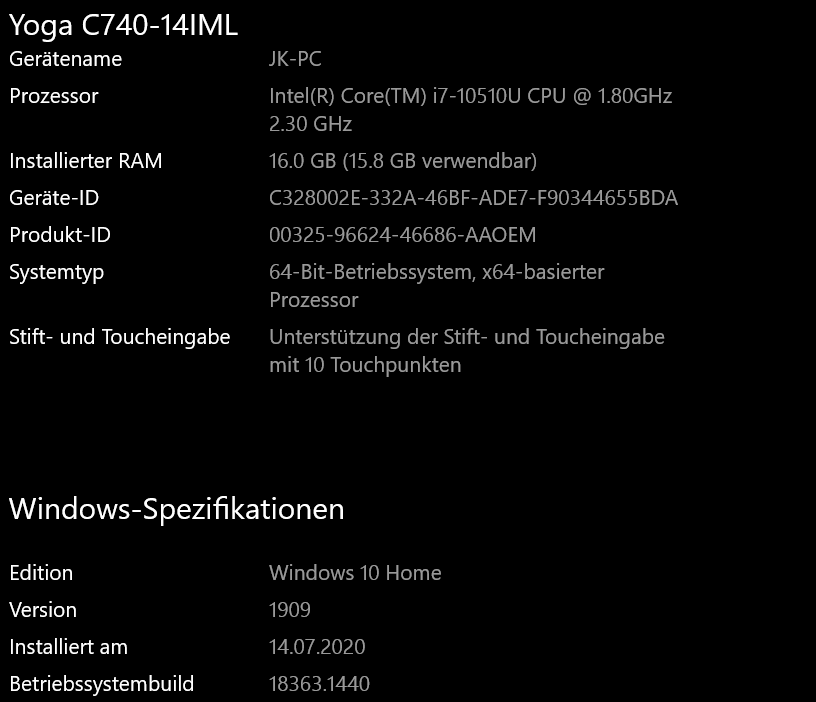 Yoga C740-14IML
Gerätename JK-PC
Prozessor Intel(R) Core(TM) i7-10510U CPU @ 1.80GHz
2.30 GHz
Installierter RAM 16.0 GB (15.8 GB verwendbar)
Geräte-ID C328002E-332A-46BF-ADE7-F90344655BDA
Produkt-ID 00325-96624-46686-AAOEM
Systemtyp 64-Bit-Betriebssystem, x64-basierter
Prozessor
Stift- und Toucheingabe Unterstützung der Stift- und Toucheingabe
mit 10 Touchpunkten
Windows-Spezifikationen
Edition Windows 10 Home
Version 1909
Installiert am 14.07.2020
Betriebssystembuild 18363.1440